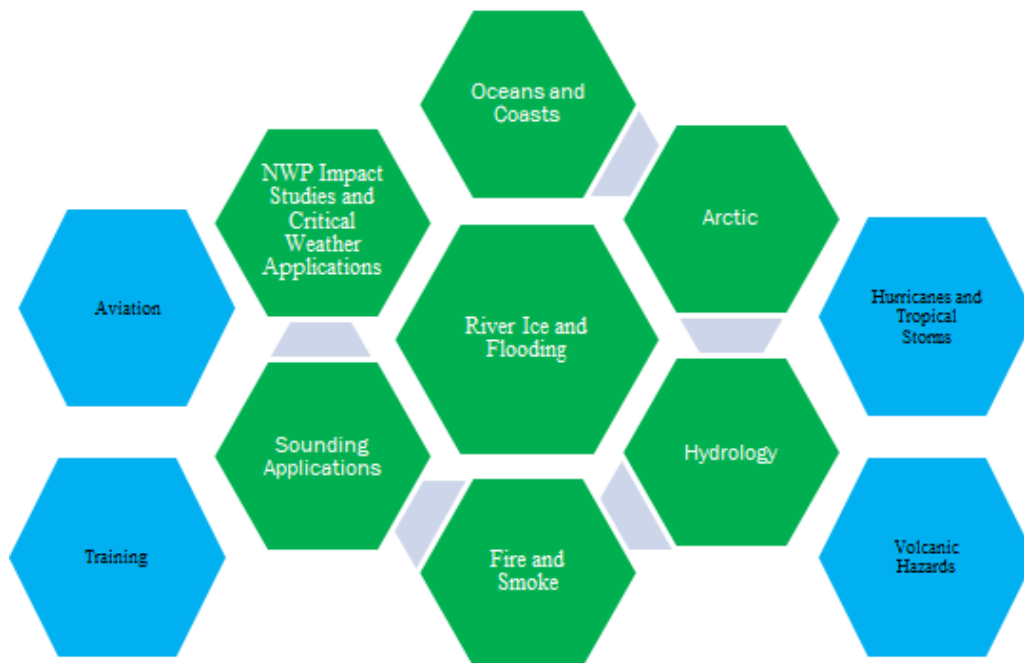 Oceans and
Coasts
NWP Impact
Studies and
Critical
Weather
Applications
Arctic
Aviation
Hurricanes and
Tropical
Storms
River Ice and
Flooding
Sounding
Applications
Hydrology
Training
Fire and
Smoke
Volcanic
Hazards